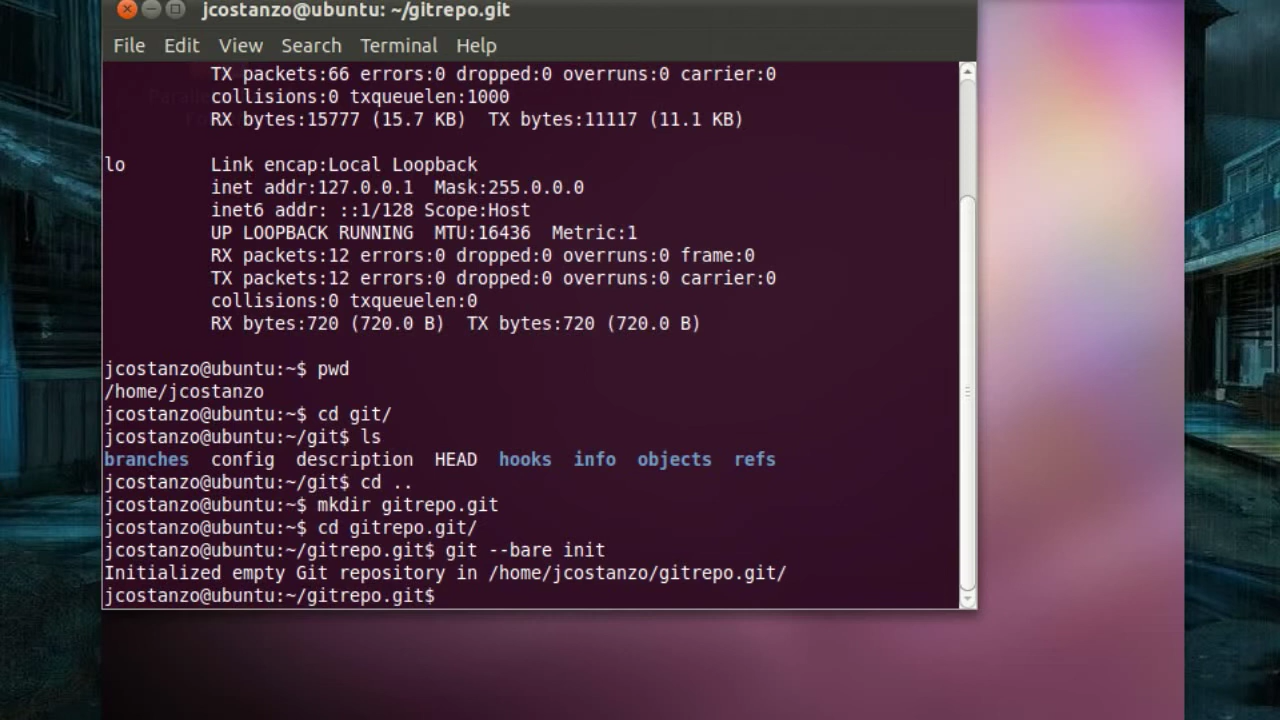 jcostanzo@ubuntu: ~/gitrepo.git
File Edit View Search Terminal Help
TX packets:66 errors:0 dropped:0 overruns:0 carrier:0
collisions:0 txqueuelen:1000
RX bytes:15777 (15.7 KB)  TX bytes:11117 (11.1 KB)
lo        Link encap:Local Loopback
inet addr:127.0.0.1  Mask:255.0.0.0
inet6 addr: ::1/128 Scope:Host
UP LOOPBACK RUNNING  MTU:16436  Metric:1
RX packets:12 errors:0 dropped:0 overruns:0 frame:0
TX packets:12 errors:0 dropped:0 overruns:0 carrier:0
collisions:0 txqueuelen:0
RX bytes:720 (720.0 B)  TX bytes:720 (720.0 B)
jcostanzo@ubuntu:~$ pwd
/home/jcostanzo
jcostanzo@ubuntu:~$ cd git/
jcostanzo@ubuntu:~/git$ ls
branches  config  description  HEAD  hooks  info  objects  refs
jcostanzo@ubuntu:~/git$ cd ..
jcostanzo@ubuntu:~$ mkdir gitrepo.git
jcostanzo@ubuntu:~$ cd gitrepo.git/
jcostanzo@ubuntu:~/gitrepo.git$ git --bare init
Initialized empty Git repository in /home/jcostanzo/gitrepo.git/
jcostanzo@ubuntu:~/gitrepo.git$